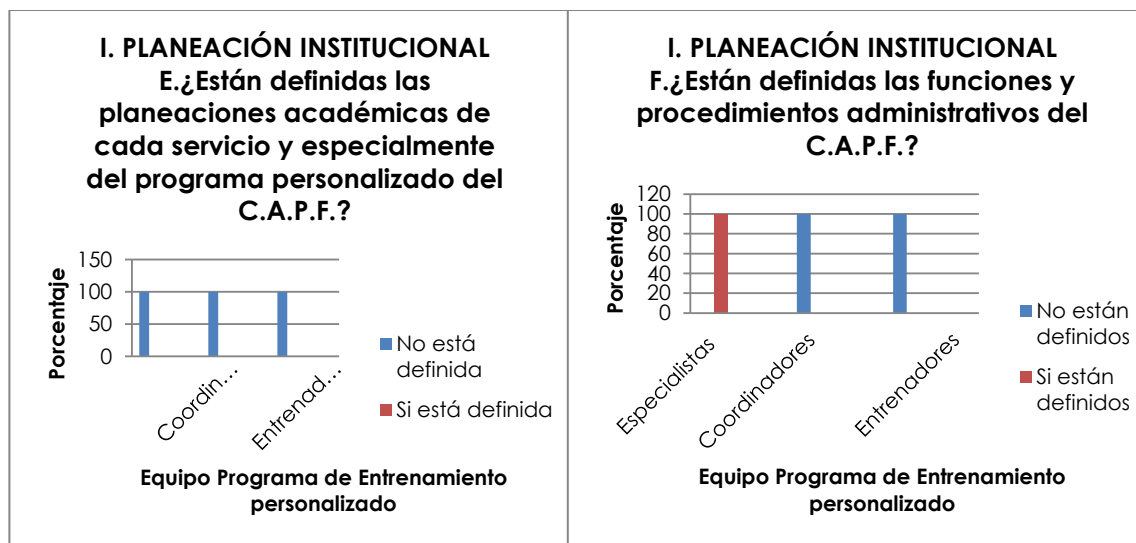 I. PLANEACIÓN INSTITUCIONAL
E.¿Están definidas las
planeaciones académicas de
cada servicio y especialmente
del programa personalizado del
C.A.P.F.?
Porcentaje
150
100
50
0
Coordin…
Entrenad…
No está
definida
Si está definida
Equipo Programa de Entrenamiento
personalizado
I. PLANEACIÓN INSTITUCIONAL
F.¿Están definidas las funciones y
procedimientos administrativos del
C.A.P.F.?
Porcentaje
120
100
80
60
40
20
0
Especialistas
Coordinadores
Entrenadores
No están
definidos
Si están
definidos
Equipo Programa de Entrenamiento
personalizado